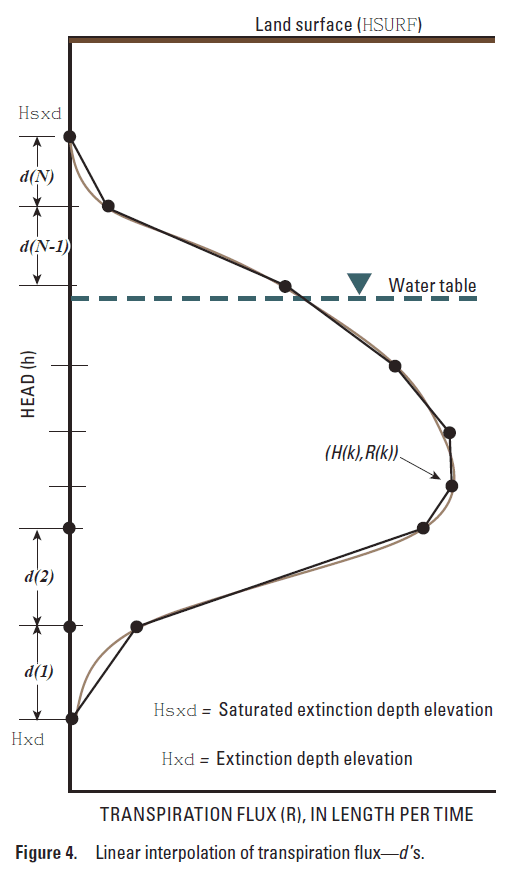 Land surface (HSURF)
Hsxd
d(N)
d(N-1)
Water table
HEAD (h)
(H(k),R(k))
d(2)
d(1)
Hsxd = Saturated extinction depth elevation
Hxd
Hxd = Extinction depth elevation
TRANSPIRATION FLUX (R), IN LENGTH PER TIME
Figure 4. Linear interpolation of transpiration flux—d's.